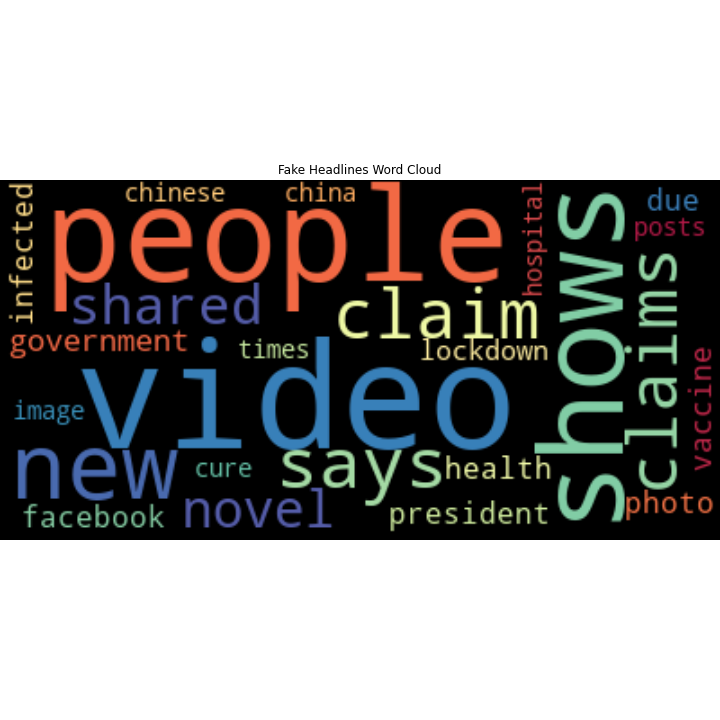 Fake Headlines Word Cloud
infected
chinese
china
people
hospital
shows
due
posts
shared
claim
claims
government
times
lockdown
video
vaccine
image
new
cure
says
health
facebook
novel
president
photo